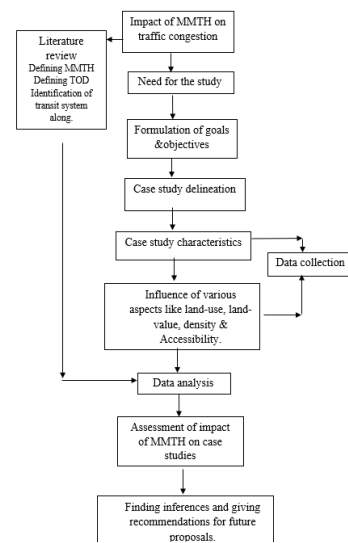 Impact of MMTH on
traffic congestion
Literature
review
Defining MMTH
Defining TOD
Identification of
transit system
along.
Need for the study
Formulation of goals
&objectives
Case study delineation
Case study characteristics
Data collection
Influence of various
aspects like land-use, land-
value, density &
Accessibility.
Data analysis
Assessment of impact
of MMTH on case
studies
Finding inferences and giving
recommendations for future
proposals.